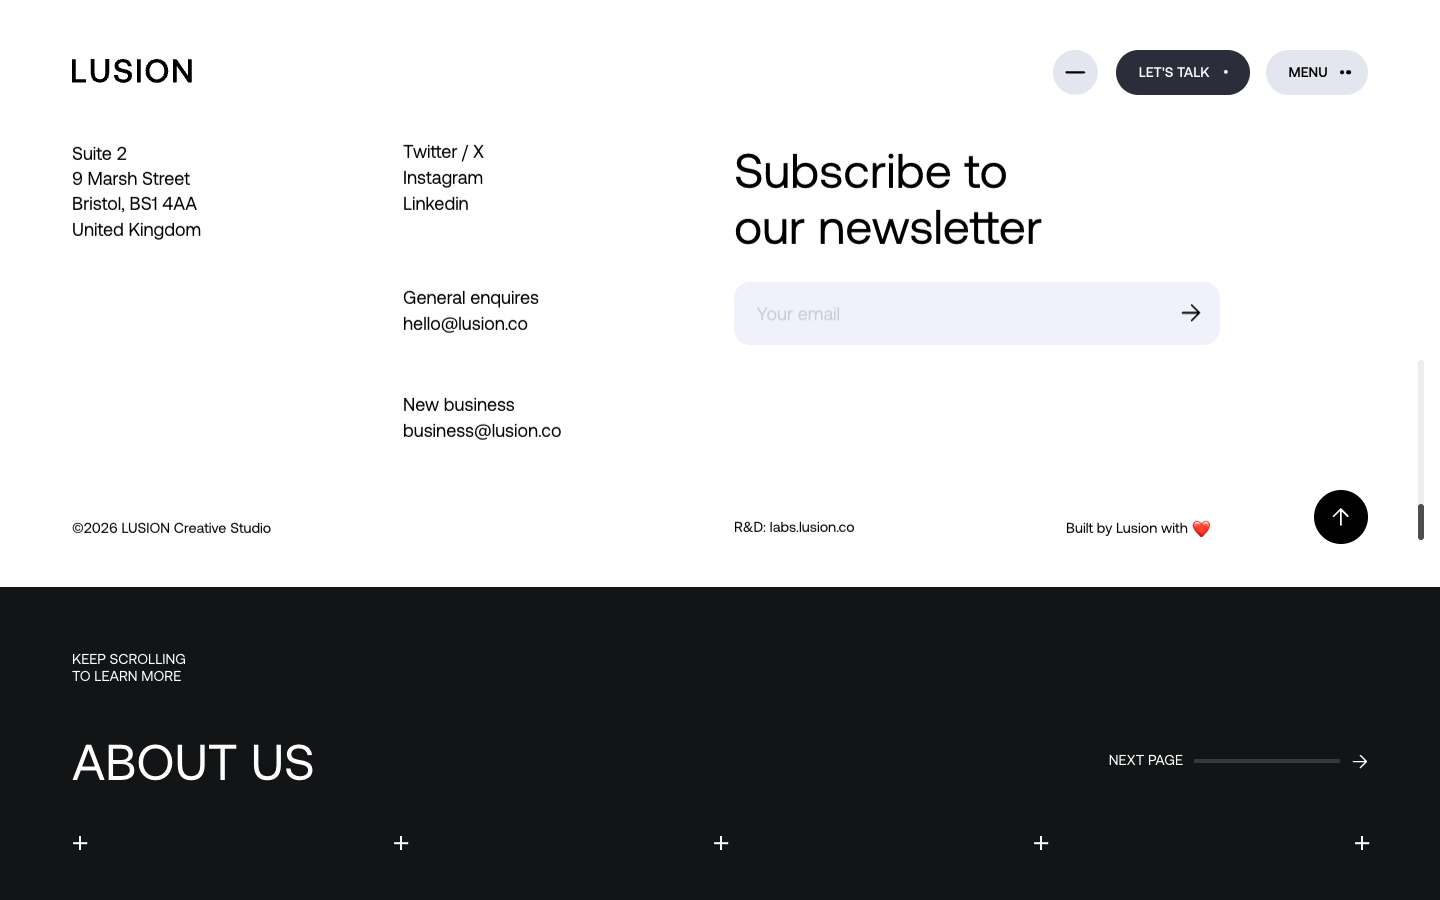 LUSION
LET'S TALK
MENU
Suite 2
9 Marsh Street
Bristol, BS1 4AA
United Kingdom
Twitter / X
Instagram
Linkedin
General enquires
hello@lusion.co
New business
business@lusion.co
Subscribe to
our newsletter
Your email
©2026 LUSION Creative Studio
R&D: labs.lusion.co
Built by Lusion with ❤️
KEEP SCROLLING
TO LEARN MORE
ABOUT US
NEXT PAGE